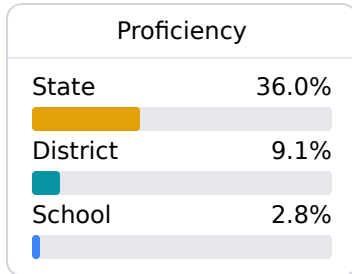 Proficiency
State 36.0%
District 9.1%
School 2.8%